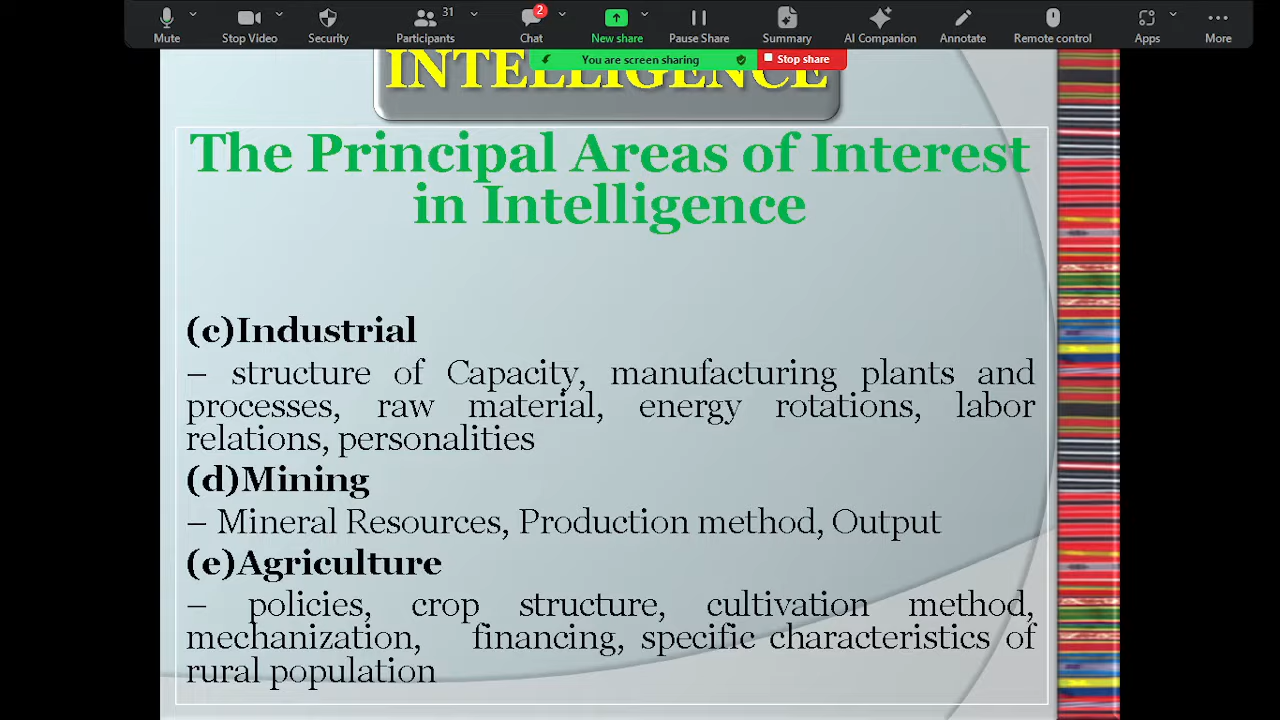 31
2
Mute
Stop Video
Security
Participants
Chat
New share
Pause Share
Summary
AI Companion
Annotate
Remote control
Apps
More
You are screen sharing
Stop share
INTELLIGENCE
The Principal Areas of Interest
in Intelligence
(c)Industrial
– structure of Capacity, manufacturing plants and
processes, raw material, energy rotations, labor
relations, personalities
(d)Mining
– Mineral Resources, Production method, Output
(e)Agriculture
– policies, crop structure, cultivation method,
mechanization, financing, specific characteristics of
rural population